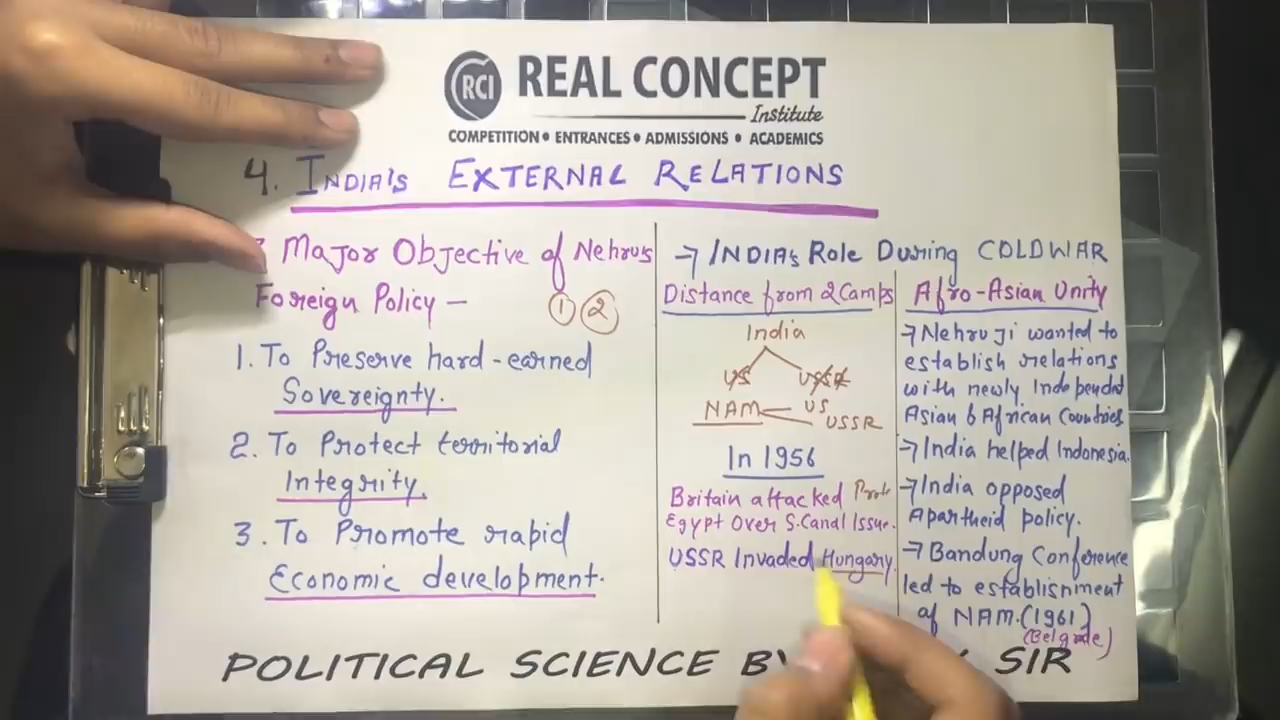 RCI
REAL CONCEPT
Institute
COMPETITION • ENTRANCES • ADMISSIONS • ACADEMICS
4. INDIA's EXTERNAL RELATIONS
Major Objective of Nehrus
Foreign Policy —
① ②
1. To Preserve hard-earned
Sovereignty.
2. To Protect territorial
Integrity.
3. To Promote rapid
Economic development.
→ INDIA's Role During COLDWAR
Distance from 2 Camps
India
US USSR
NAM US
USSR
In 1956
Britain attacked
Egypt Over S.Canal Issue.
USSR Invaded Hungary.
Afro-Asian Unity
→ Nehru Ji wanted to
establish relations
with newly Independent
Asian & African Countries
→ India helped Indonesia.
→ India opposed
Apartheid policy.
→ Bandung Conference
led to establisnment
of NAM.(1961)
(Belgrade)
POLITICAL SCIENCE BY SIR